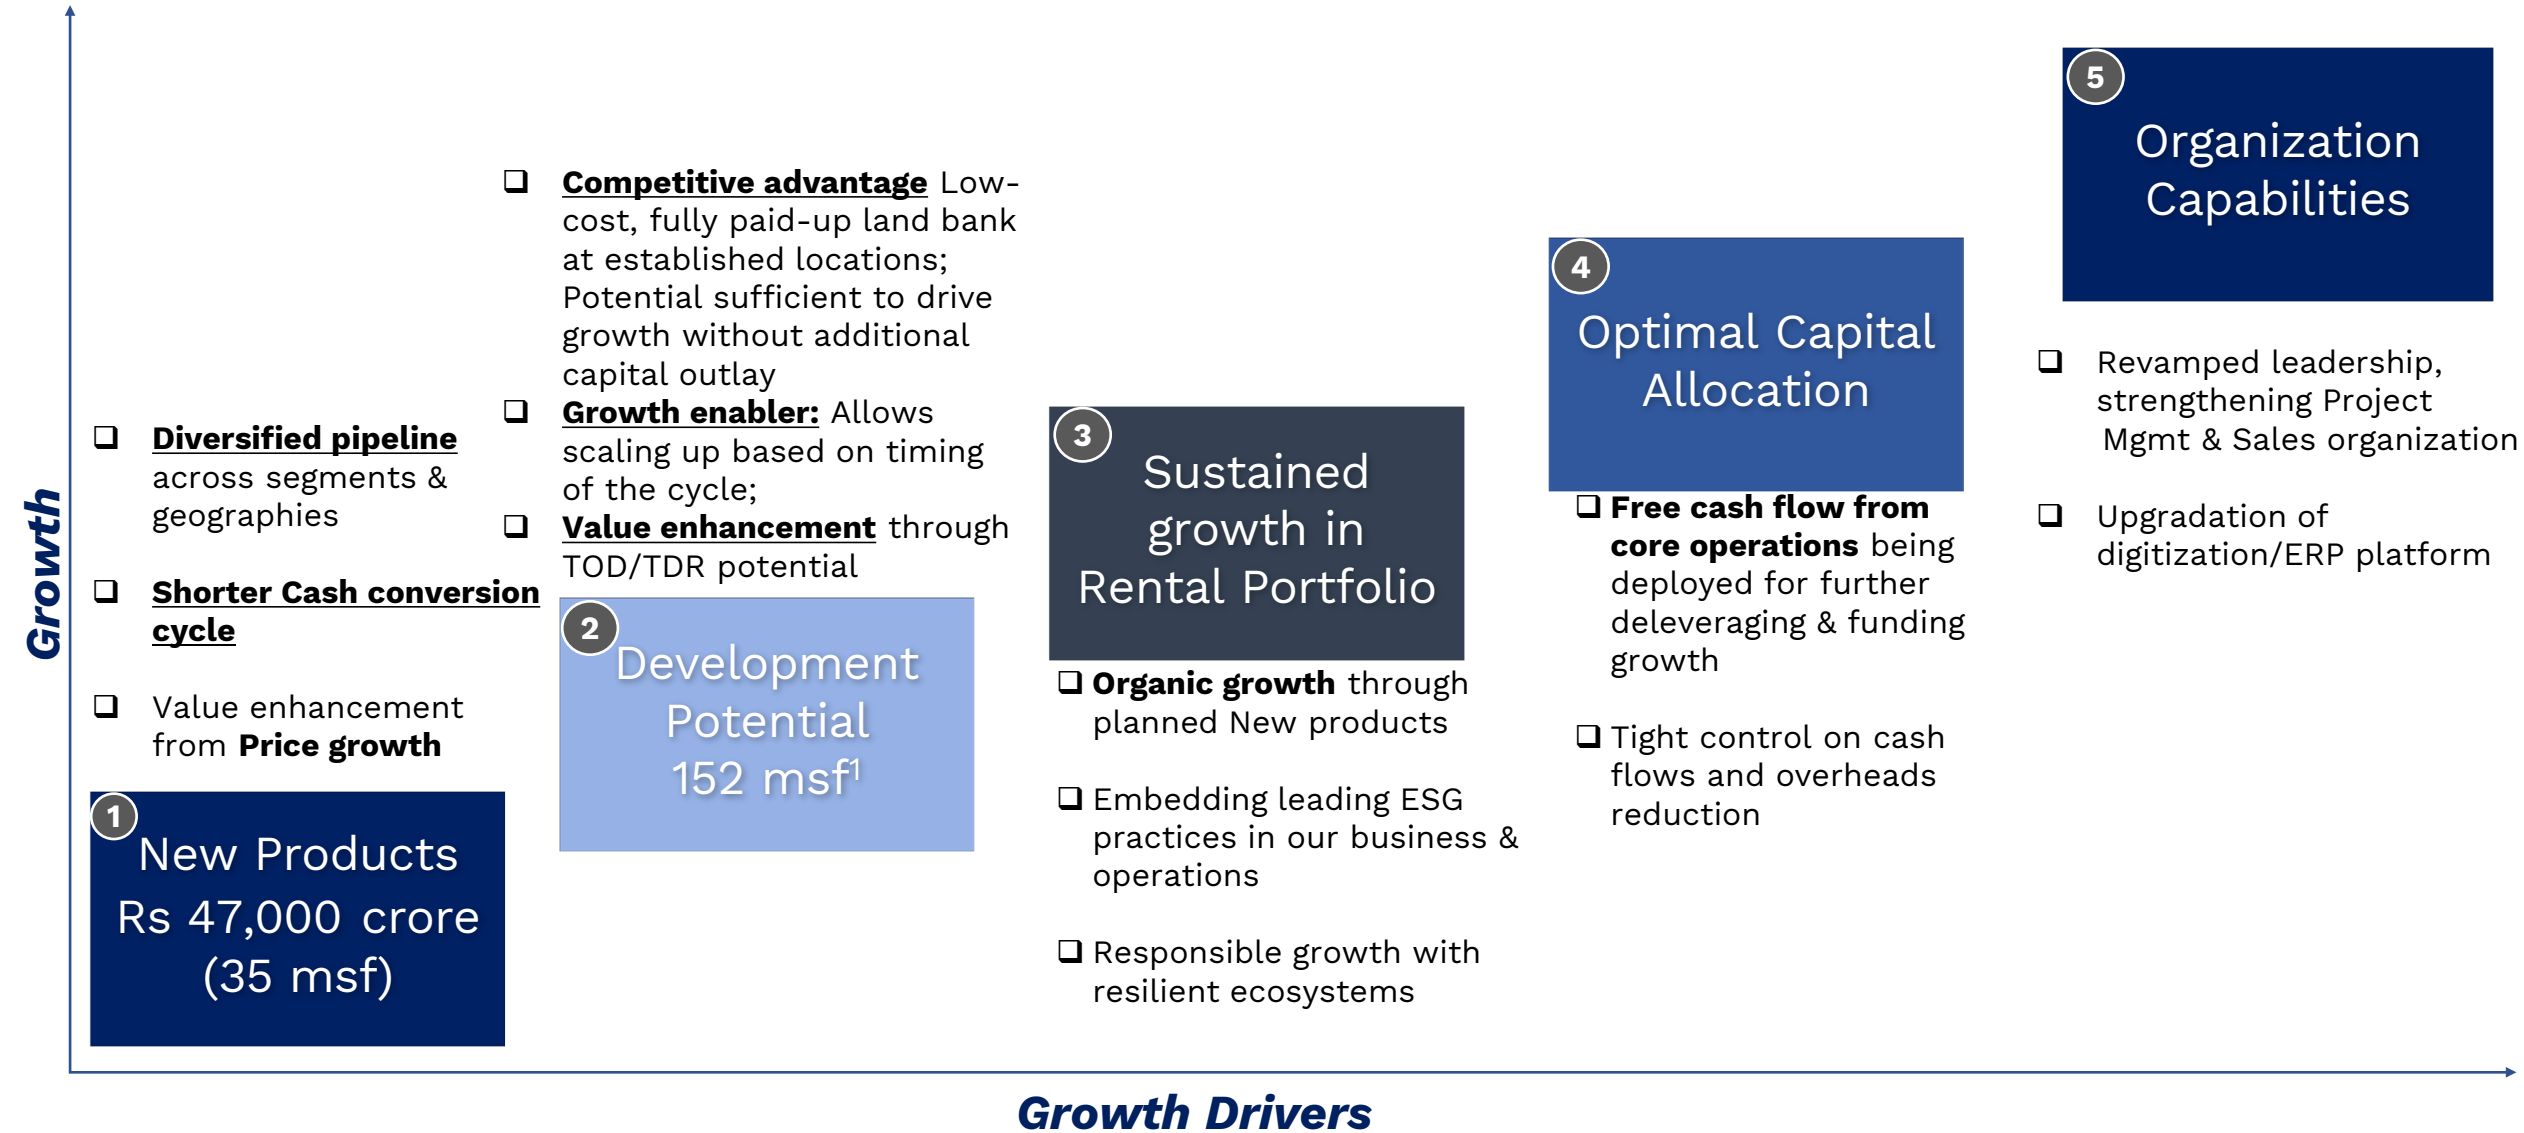 Growth
Diversified pipeline
across segments &
geographies
Shorter Cash conversion
cycle
Value enhancement
from Price growth
1
New Products
Rs 47,000 crore
(35 msf)
Competitive advantage Low-
cost, fully paid-up land bank
at established locations;
Potential sufficient to drive
growth without additional
capital outlay
Growth enabler: Allows
scaling up based on timing
of the cycle;
Value enhancement through
TOD/TDR potential
2
Development
Potential
152 msf1
3
Sustained
growth in
Rental Portfolio
Organic growth through
planned New products
Embedding leading ESG
practices in our business &
operations
Responsible growth with
resilient ecosystems
4
Optimal Capital
Allocation
Free cash flow from
core operations being
deployed for further
deleveraging & funding
growth
Tight control on cash
flows and overheads
reduction
5
Organization
Capabilities
Revamped leadership,
strengthening Project
Mgmt & Sales organization
Upgradation of
digitization/ERP platform
Growth Drivers